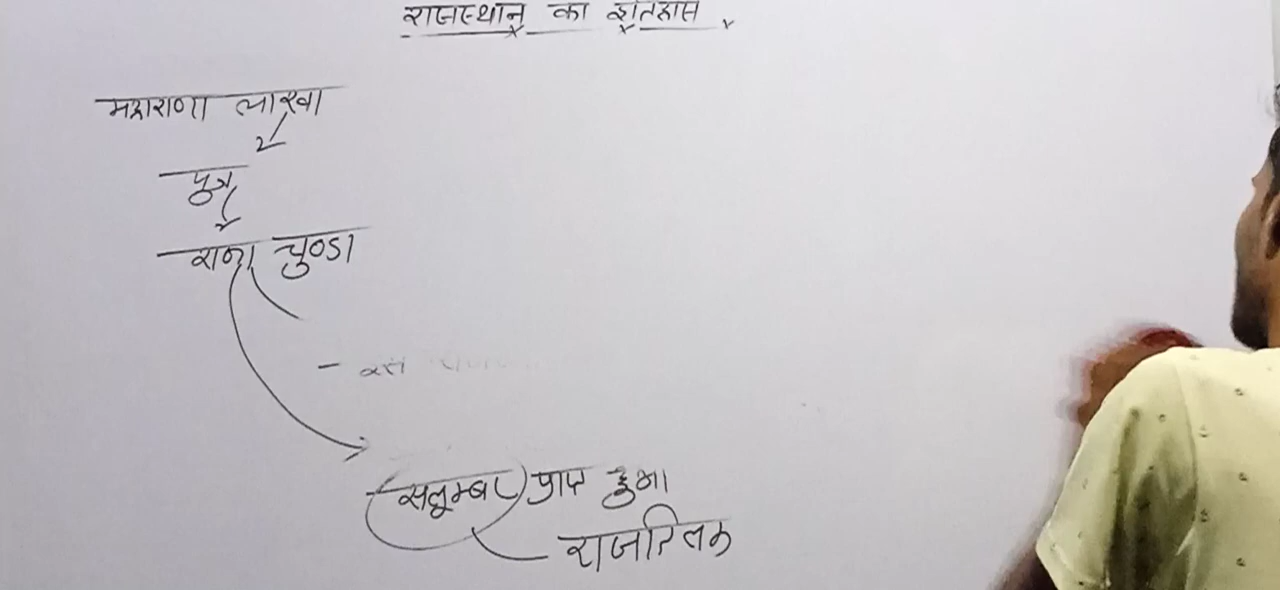 राजस्थान का इतिहास
महाराणा लाखा
पुत्र
राणा चुण्डा
सलुम्बर प्राप्त हुआ
राजतिलक